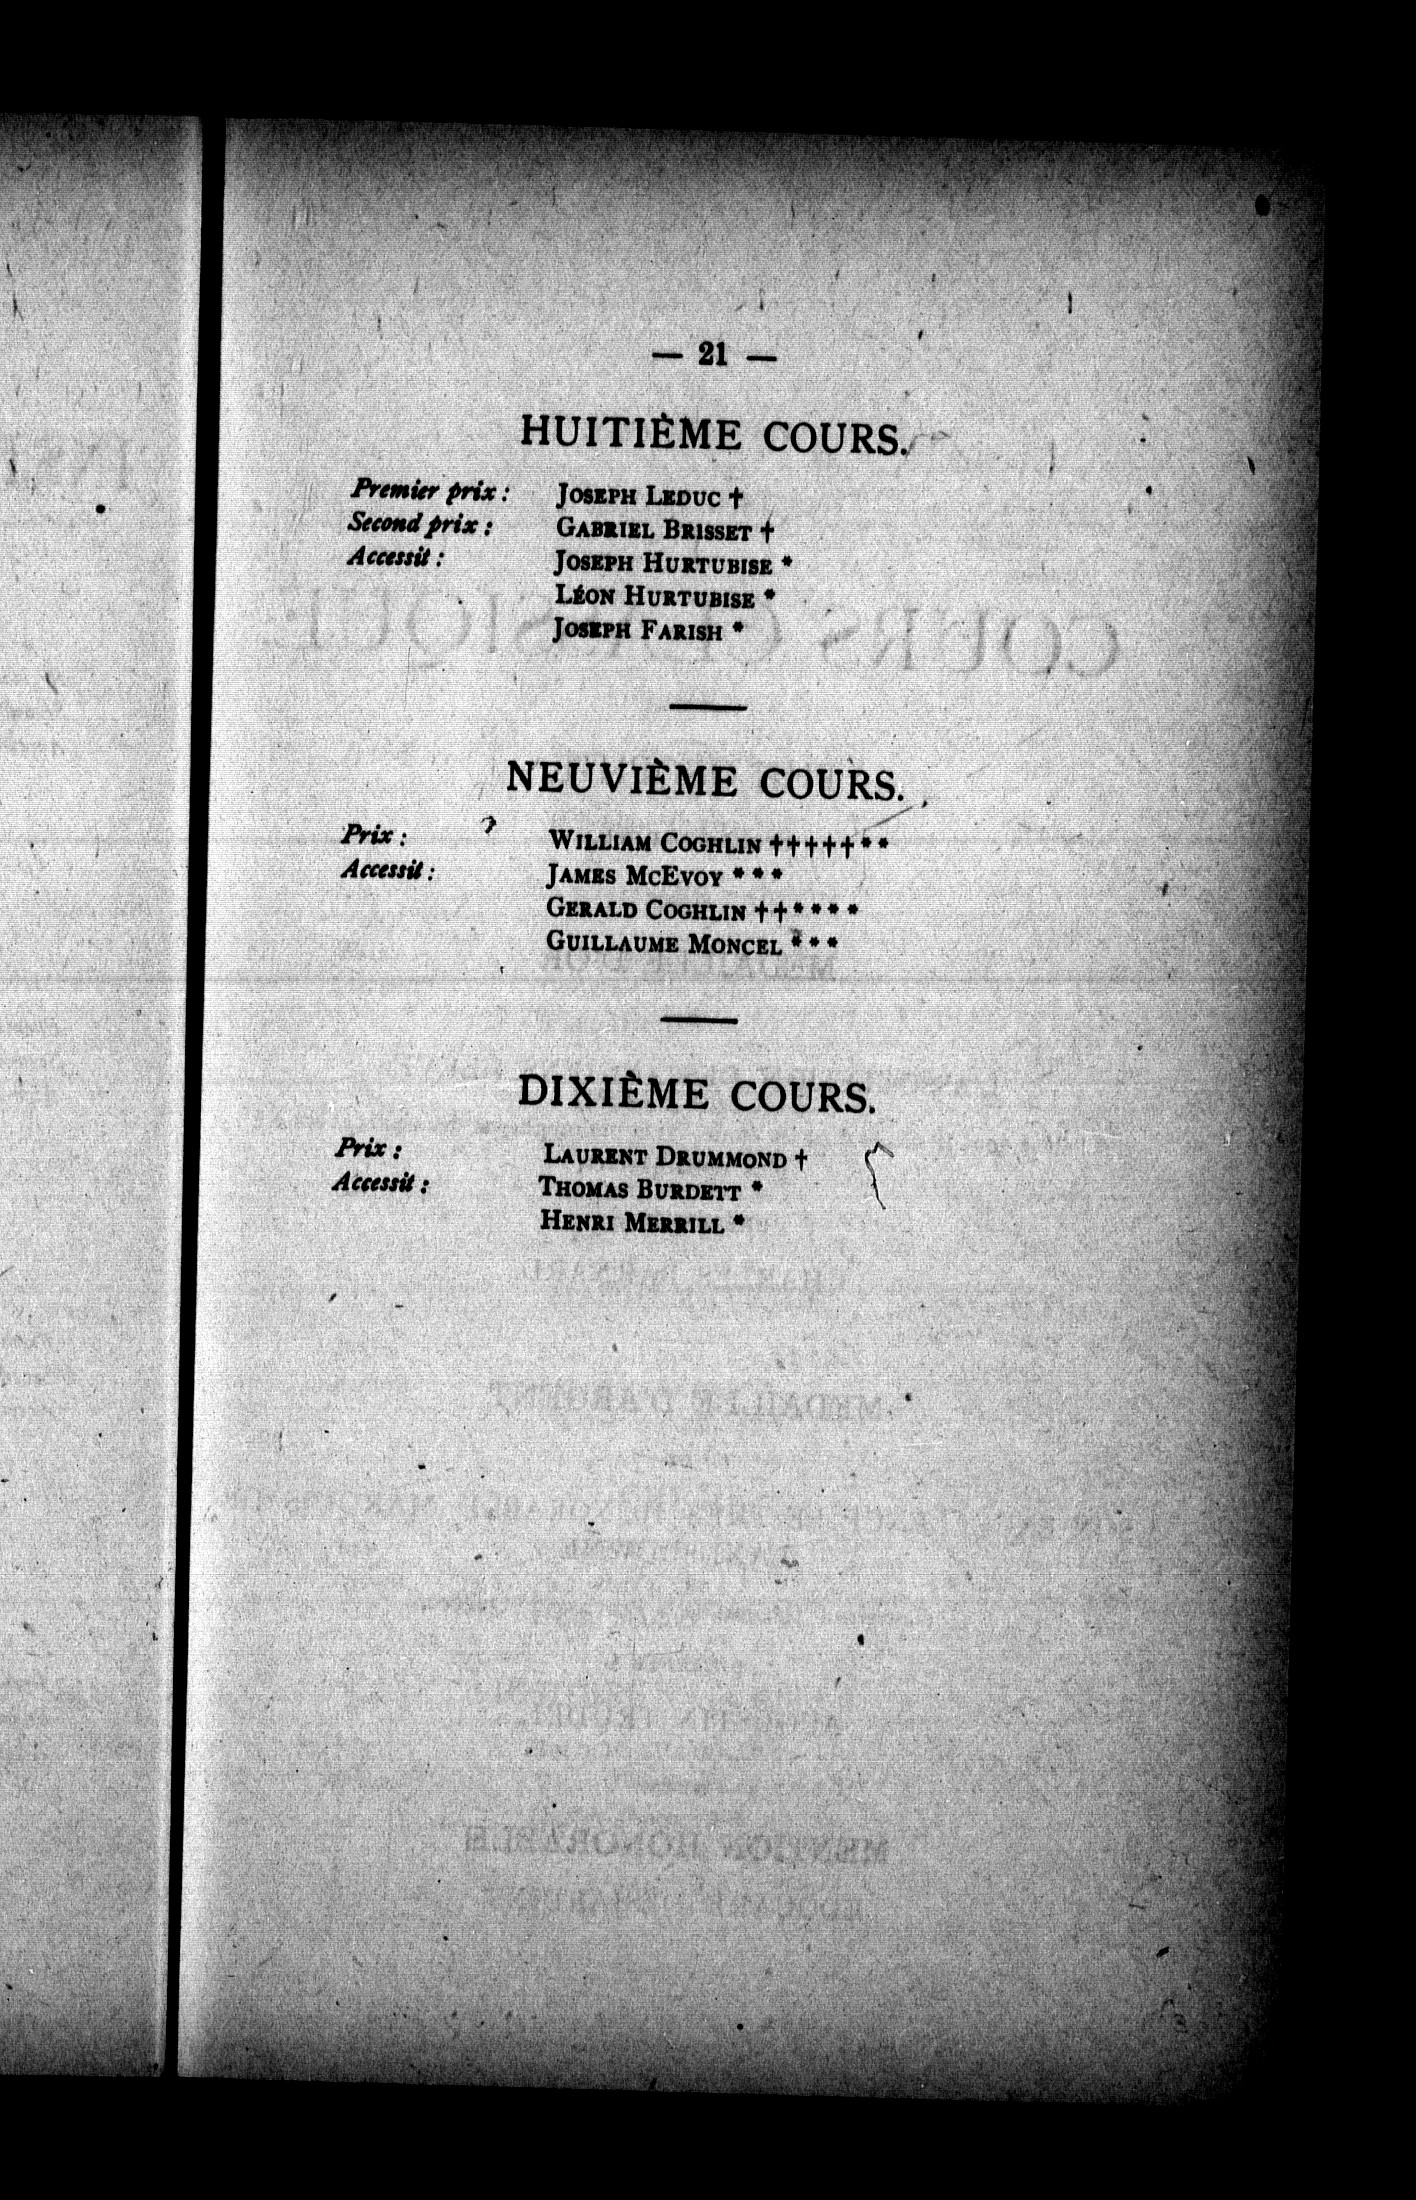 — 21 —
HUITIÈME COURS.
Premier prix : JOSEPH LEDUC †
Second prix : GABRIEL BRISSET †
Accessit : JOSEPH HURTUBISE *
LÉON HURTUBISE *
JOSEPH FARISH *
NEUVIÈME COURS.
Prix : WILLIAM COGHLIN †††††**
Accessit : JAMES MCEVOY ***
GERALD COGHLIN ††****
GUILLAUME MONCEL ***
DIXIÈME COURS.
Prix : LAURENT DRUMMOND †
Accessit : THOMAS BURDETT *
HENRI MERRILL *